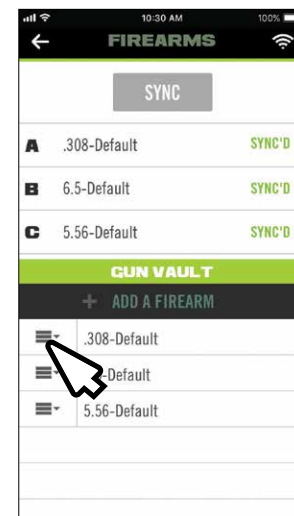 10:30 AM 100%
FIREARMS
SYNC
A .308-Default SYNC'D
B 6.5-Default SYNC'D
C 5.56-Default SYNC'D
GUN VAULT
+ ADD A FIREARM
.308-Default
-Default
5.56-Default